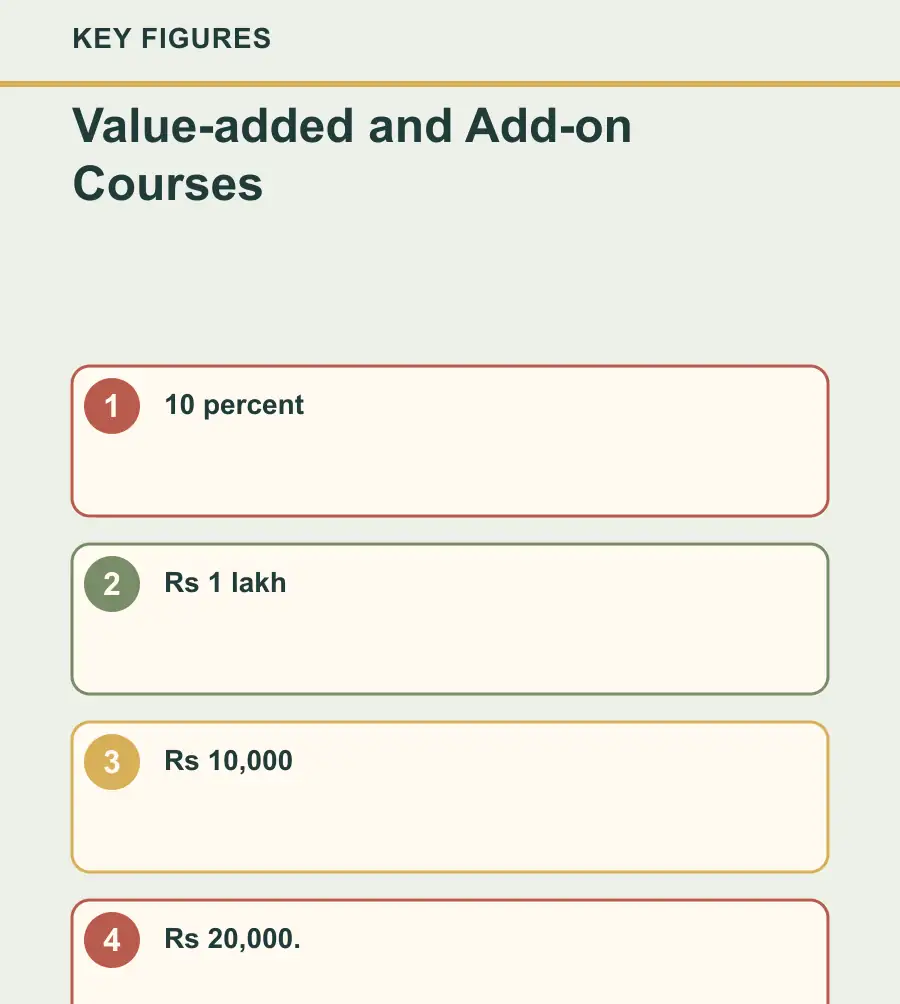 KEY FIGURES
Value-added and Add-on
Courses
1 10 percent
2 Rs 1 lakh
3 Rs 10,000
4 Rs 20,000.